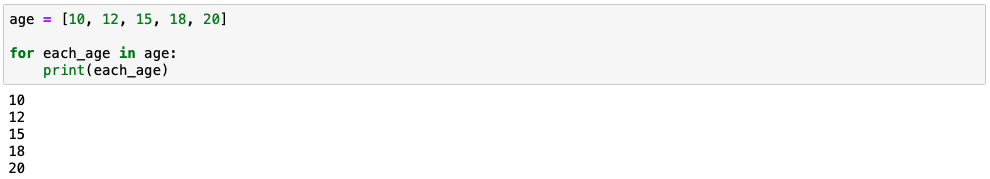 age = [10, 12, 15, 18, 20]
for each_age in age:
    print(each_age)
10
12
15
18
20